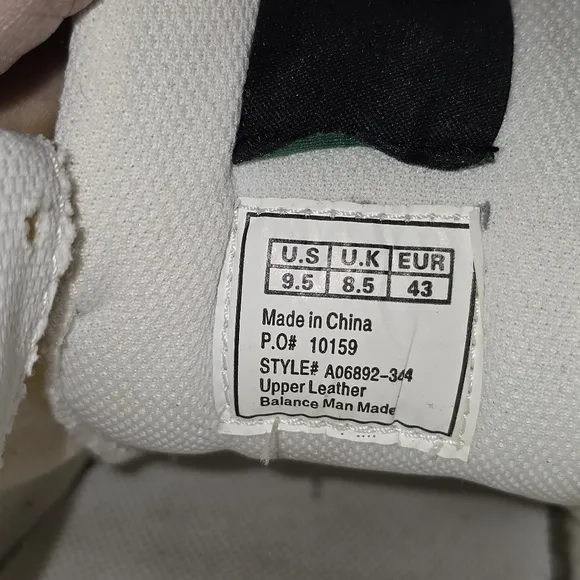 U.S U.K EUR
9.5 8.5 43
Made in China
P.O# 10159
STYLE# A06892-344
Upper Leather
Balance Man Made